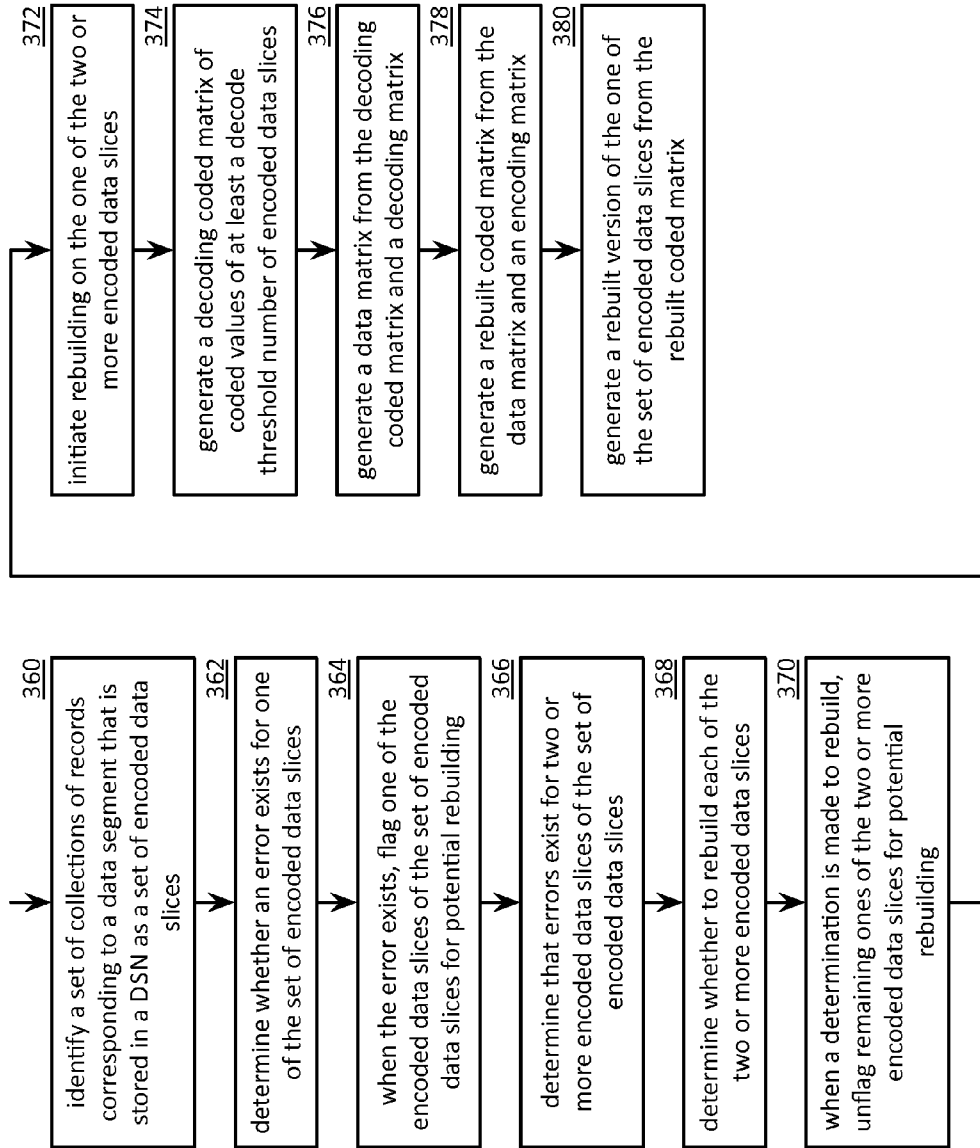 360
identify a set of collections of records
corresponding to a data segment that is
stored in a DSN as a set of encoded data
slices
362
determine whether an error exists for one
of the set of encoded data slices
364
when the error exists, flag one of the
encoded data slices of the set of encoded
data slices for potential rebuilding
366
determine that errors exist for two or
more encoded data slices of the set of
encoded data slices
368
determine whether to rebuild each of the
two or more encoded data slices
370
when a determination is made to rebuild,
unflag remaining ones of the two or more
encoded data slices for potential
rebuilding
372
initiate rebuilding on the one of the two or
more encoded data slices
374
generate a decoding coded matrix of
coded values of at least a decode
threshold number of encoded data slices
376
generate a data matrix from the decoding
coded matrix and a decoding matrix
378
generate a rebuilt coded matrix from the
data matrix and an encoding matrix
380
generate a rebuilt version of the one of
the set of encoded data slices from the
rebuilt coded matrix